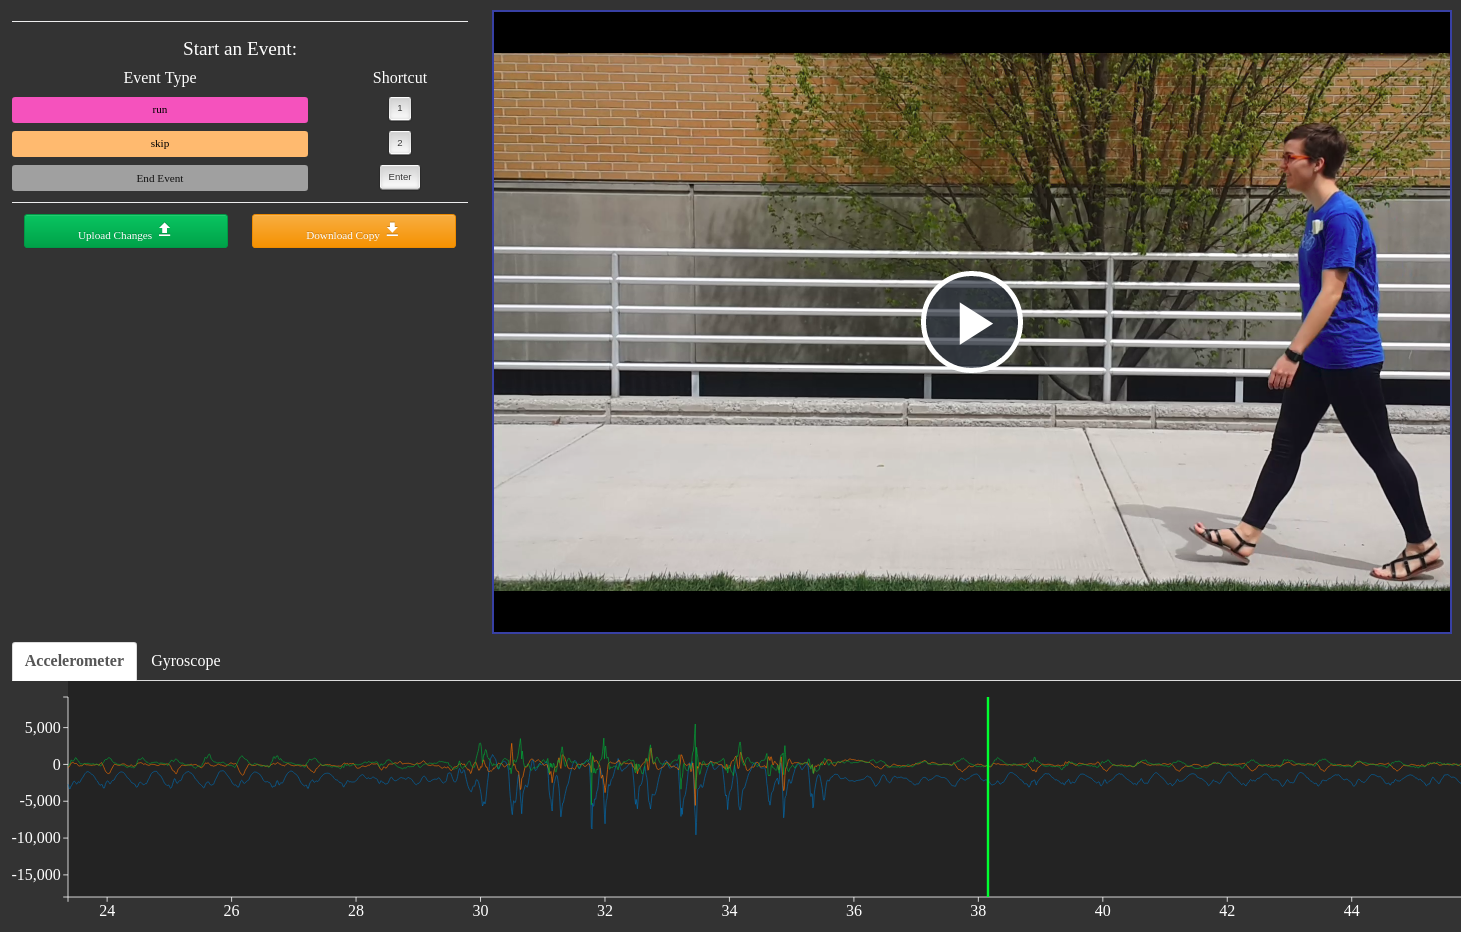 Start an Event:
Event Type Shortcut
run 1
skip 2
End Event Enter
Upload Changes Download Copy
Accelerometer Gyroscope
5,000
0
-5,000
-10,000
-15,000
24 26 28 30 32 34 36 38 40 42 44